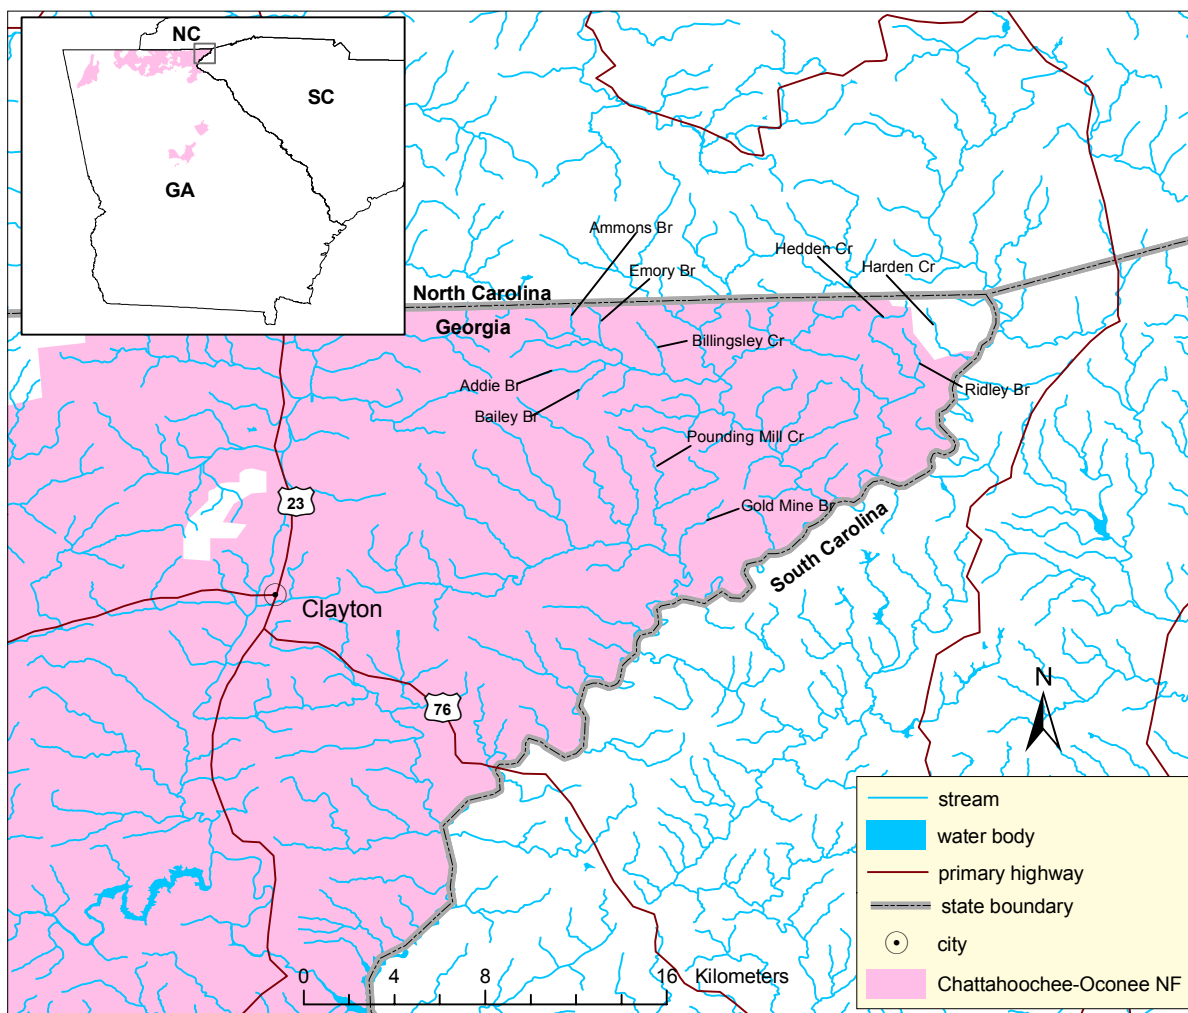 NC
SC
GA
Ammons Br
Emory Br
Hedden Cr
Harden Cr
North Carolina
Georgia
Billingsley Cr
Addie Br
Bailey Br
Ridley Br
Pounding Mill Cr
Gold Mine Br
South Carolina
23
Clayton
76
N
stream
water body
primary highway
state boundary
city
Chattahoochee-Oconee NF
0 4 8 16 Kilometers